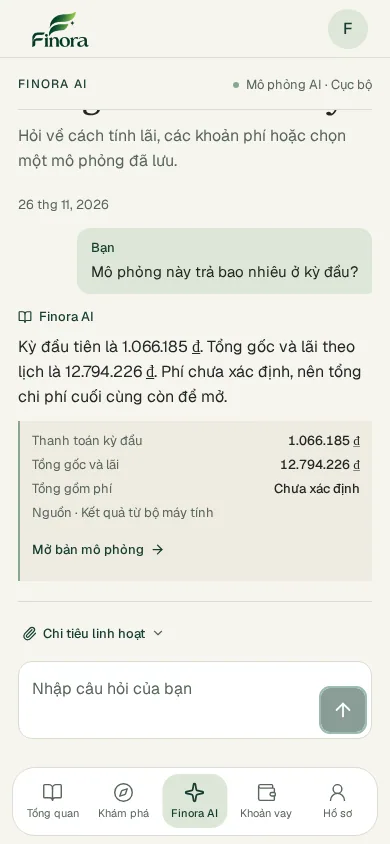 Finora
F
FINORA AI
Mô phỏng AI · Cục bộ
Hỏi về cách tính lãi, các khoản phí hoặc chọn
một mô phỏng đã lưu.
26 thg 11, 2026
Bạn
Mô phỏng này trả bao nhiêu ở kỳ đầu?
Finora AI
Kỳ đầu tiên là 1.066.185 ₫. Tổng gốc và lãi theo
lịch là 12.794.226 ₫. Phí chưa xác định, nên tổng
chi phí cuối cùng còn để mở.
Thanh toán kỳ đầu 1.066.185 ₫
Tổng gốc và lãi 12.794.226 ₫
Tổng gồm phí Chưa xác định
Nguồn · Kết quả từ bộ máy tính
Mở bản mô phỏng →
Chi tiêu linh hoạt
Nhập câu hỏi của bạn
Tổng quan Khám phá Finora AI Khoản vay Hồ sơ